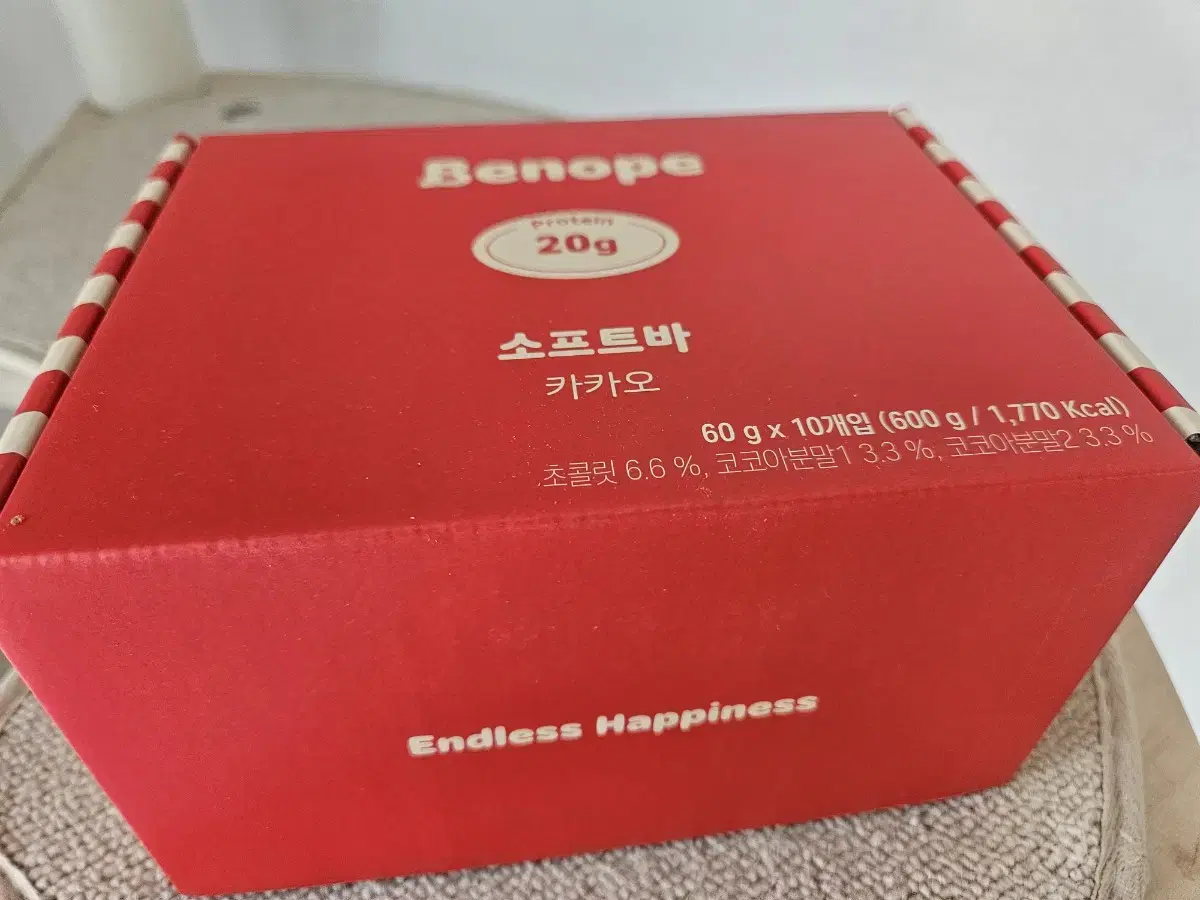 Benope
protein
20g
소프트바
카카오
60 g x 10개입 (600 g / 1,770 Kcal)
초콜릿 6.6 %, 코코아분말1 3.3 %, 코코아분말2 3.3 %
Endless Happiness